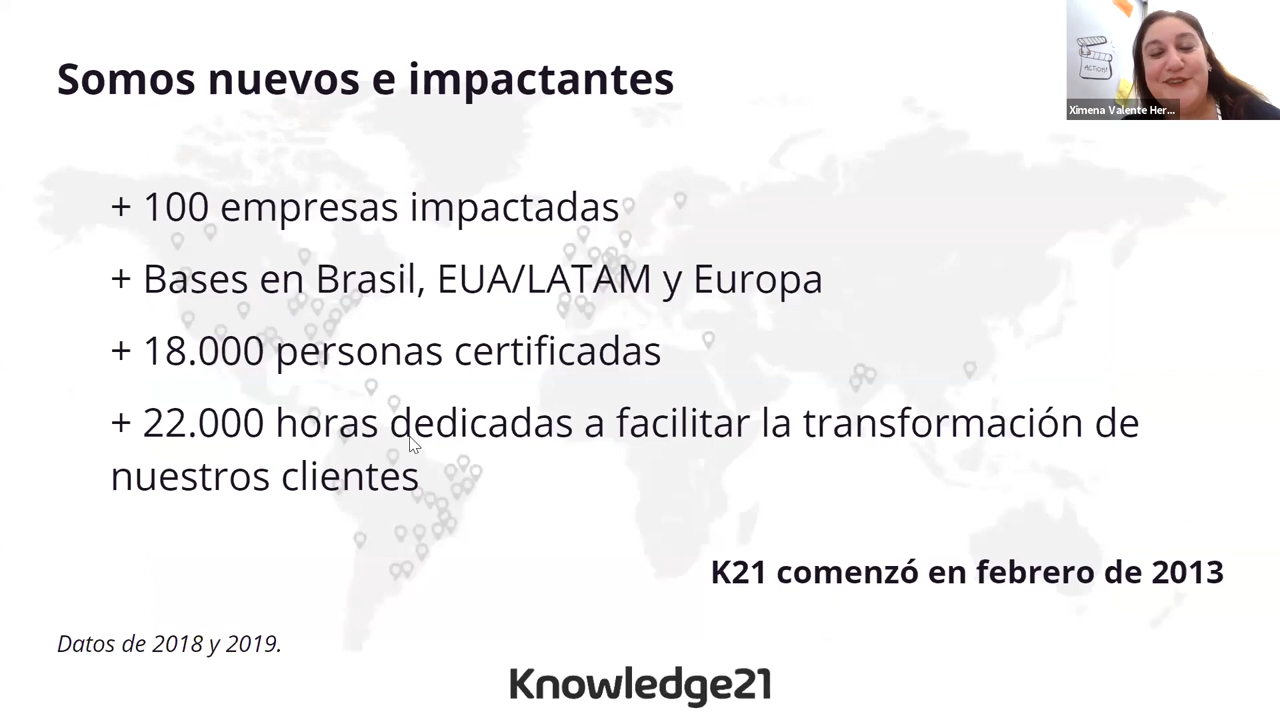 Somos nuevos e impactantes
ACTION!
Ximena Valente Her...
+ 100 empresas impactadas
+ Bases en Brasil, EUA/LATAM y Europa
+ 18.000 personas certificadas
+ 22.000 horas dedicadas a facilitar la transformación de
nuestros clientes
K21 comenzó en febrero de 2013
Datos de 2018 y 2019.
Knowledge21